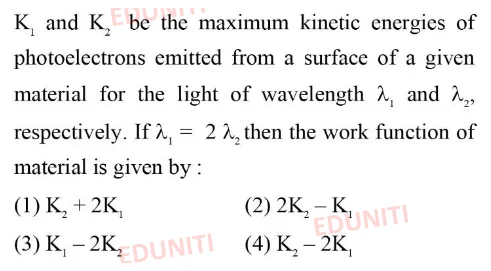 EDUNITI
K₁ and K₂ be the maximum kinetic energies of
photoelectrons emitted from a surface of a given
material for the light of wavelength λ₁ and λ₂,
respectively. If λ₁ = 2 λ₂ then the work function of
material is given by :
(1) K₂ + 2K₁ (2) 2K₂ – K₁
(3) K₁ – 2K₂ (4) K₂ – 2K₁
EDUNITI EDUNITI